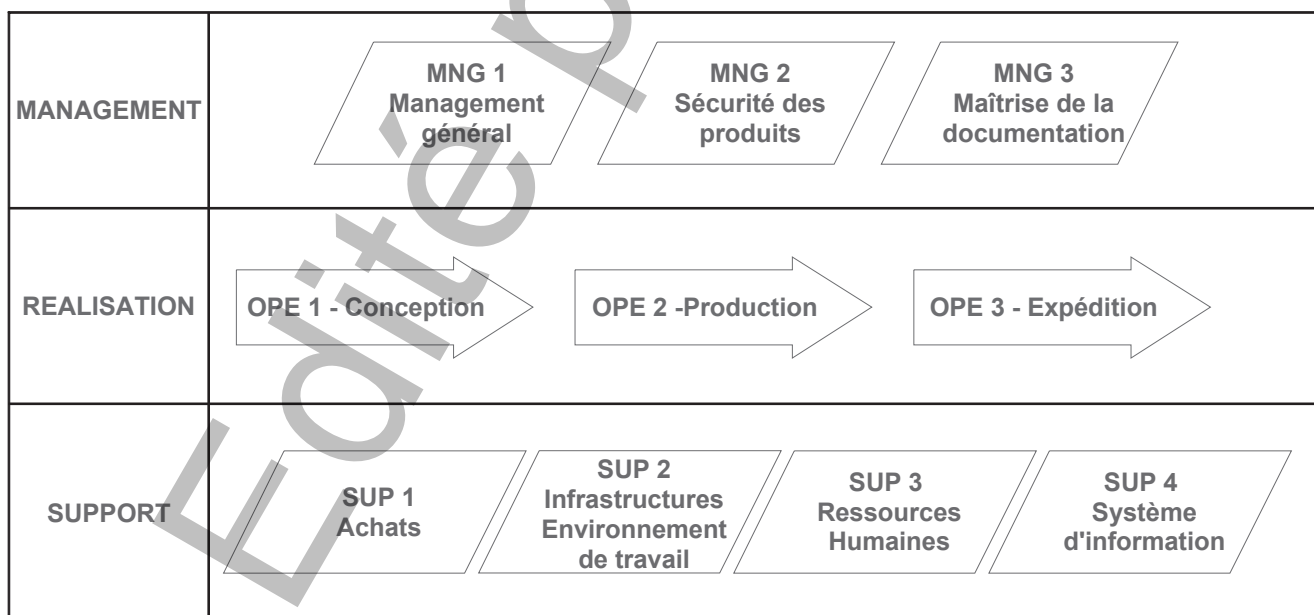 MANAGEMENT
MNG 1
Management
général
MNG 2
Sécurité des
produits
MNG 3
Maîtrise de la
documentation
REALISATION
OPE 1 - Conception
OPE 2 -Production
OPE 3 - Expédition
SUPPORT
SUP 1
Achats
SUP 2
Infrastructures
Environnement
de travail
SUP 3
Ressources
Humaines
SUP 4
Système
d'information
Edité p